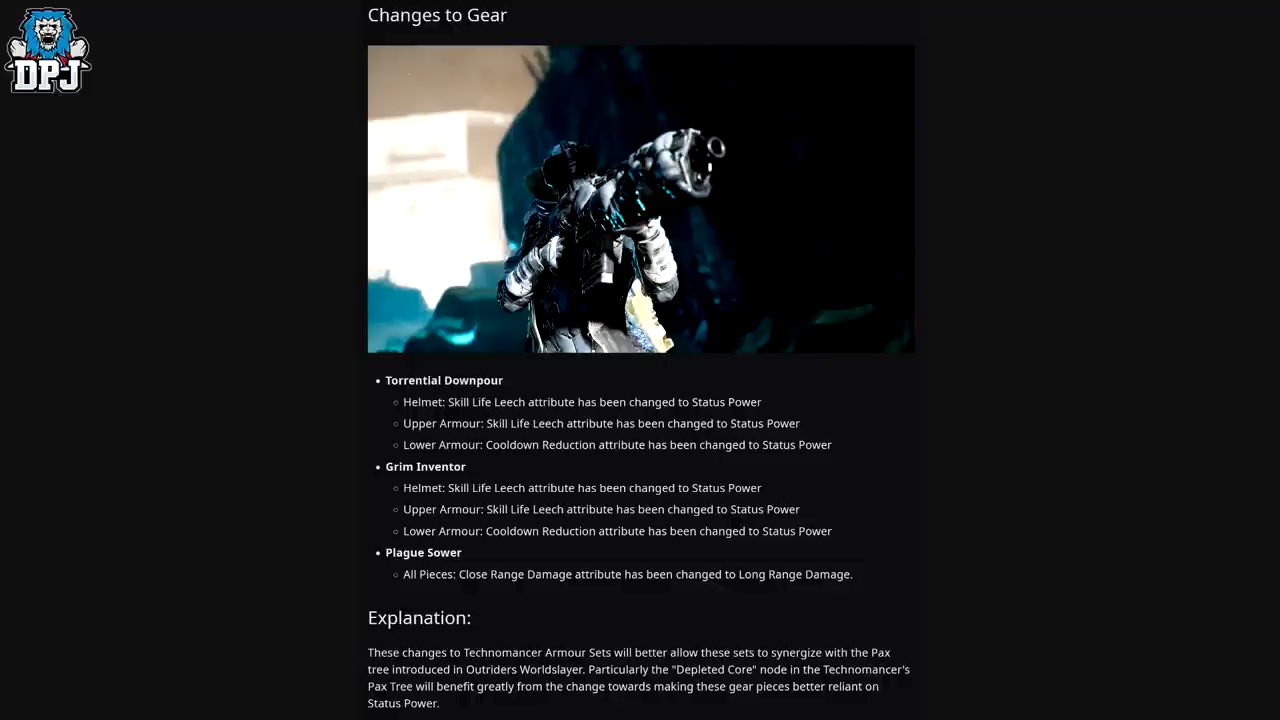 DPJ
Changes to Gear
• Torrential Downpour
○ Helmet: Skill Life Leech attribute has been changed to Status Power
○ Upper Armour: Skill Life Leech attribute has been changed to Status Power
○ Lower Armour: Cooldown Reduction attribute has been changed to Status Power
• Grim Inventor
○ Helmet: Skill Life Leech attribute has been changed to Status Power
○ Upper Armour: Skill Life Leech attribute has been changed to Status Power
○ Lower Armour: Cooldown Reduction attribute has been changed to Status Power
• Plague Sower
○ All Pieces: Close Range Damage attribute has been changed to Long Range Damage.
Explanation:
These changes to Technomancer Armour Sets will better allow these sets to synergize with the Pax
tree introduced in Outriders Worldslayer. Particularly the "Depleted Core" node in the Technomancer's
Pax Tree will benefit greatly from the change towards making these gear pieces better reliant on
Status Power.